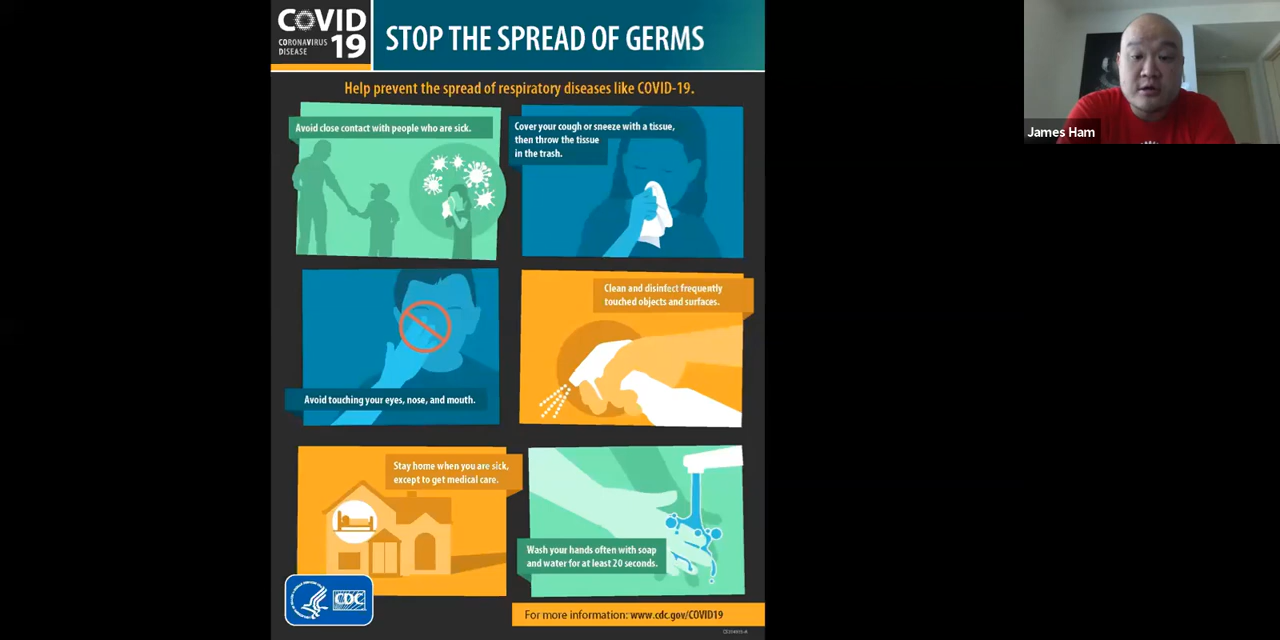 COVID
CORONAVIRUS
DISEASE
19
STOP THE SPREAD OF GERMS
Help prevent the spread of respiratory diseases like COVID-19.
Avoid close contact with people who are sick.
Cover your cough or sneeze with a tissue,
then throw the tissue
in the trash.
Avoid touching your eyes, nose, and mouth.
Clean and disinfect frequently
touched objects and surfaces.
Stay home when you are sick,
except to get medical care.
Wash your hands often with soap
and water for at least 20 seconds.
CDC
For more information: www.cdc.gov/COVID19
James Ham